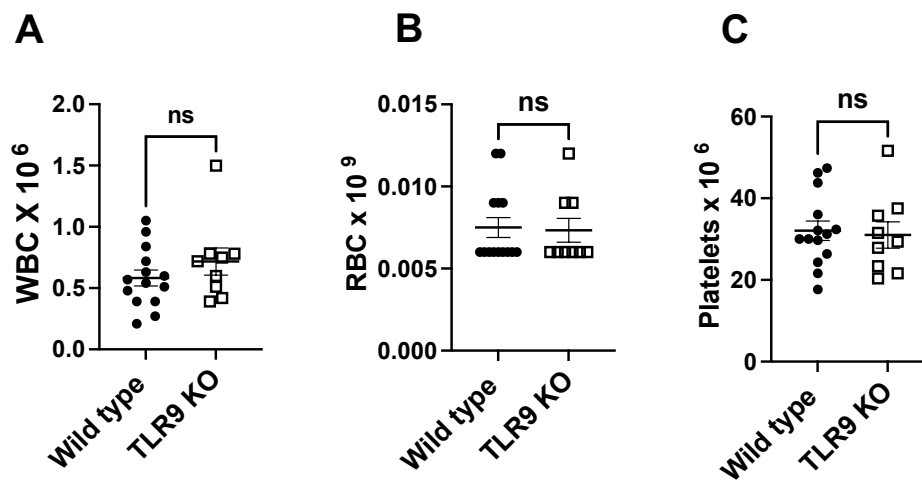 A
B
C
ns
ns
ns
WBC X 10 6
2.0
1.5
1.0
0.5
0.0
Wild type
TLR9 KO
RBC x 10 9
0.015
0.010
0.005
0.000
Wild type
TLR9 KO
Platelets x 10 6
60
40
20
0
Wild type
TLR9 KO